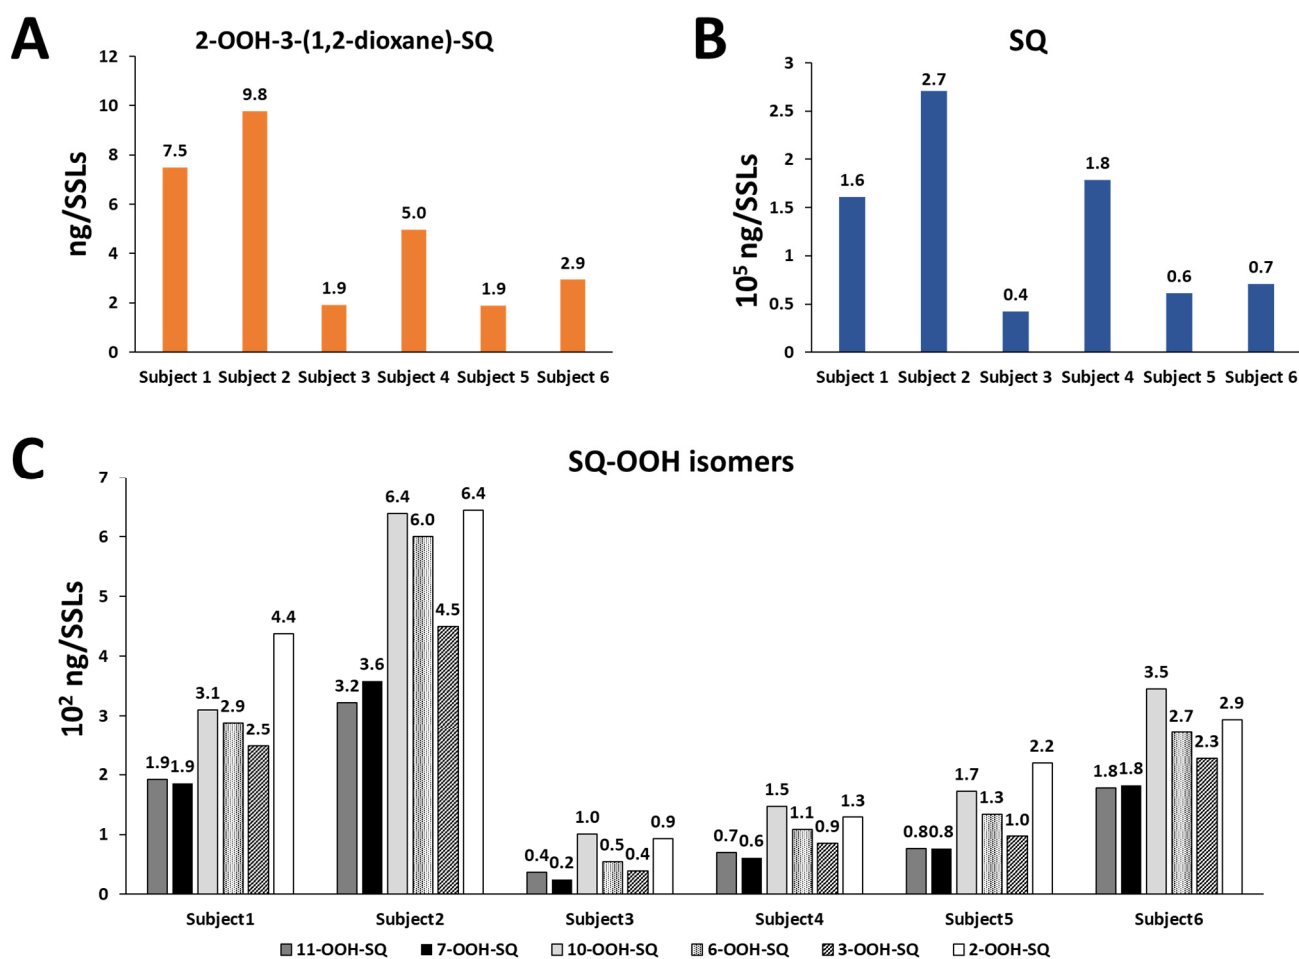 A
2-OOH-3-(1,2-dioxane)-SQ
ng/SSLs
12
10
8
6
4
2
0
7.5
9.8
1.9
5.0
1.9
2.9
Subject 1 Subject 2 Subject 3 Subject 4 Subject 5 Subject 6
B
SQ
10⁵ ng/SSLs
3
2.5
2
1.5
1
0.5
0
1.6
2.7
0.4
1.8
0.6
0.7
Subject 1 Subject 2 Subject 3 Subject 4 Subject 5 Subject 6
C
SQ-OOH isomers
10² ng/SSLs
7
6
5
4
3
2
1
0
1.9 1.9 3.1 2.9 2.5 4.4
3.2 3.6 6.4 6.0 4.5 6.4
0.4 0.2 1.0 0.5 0.4 0.9
0.7 0.6 1.5 1.1 0.9 1.3
0.8 0.8 1.7 1.3 1.0 2.2
1.8 1.8 3.5 2.7 2.3 2.9
Subject1 Subject2 Subject3 Subject4 Subject5 Subject6
11-OOH-SQ 7-OOH-SQ 10-OOH-SQ 6-OOH-SQ 3-OOH-SQ 2-OOH-SQ